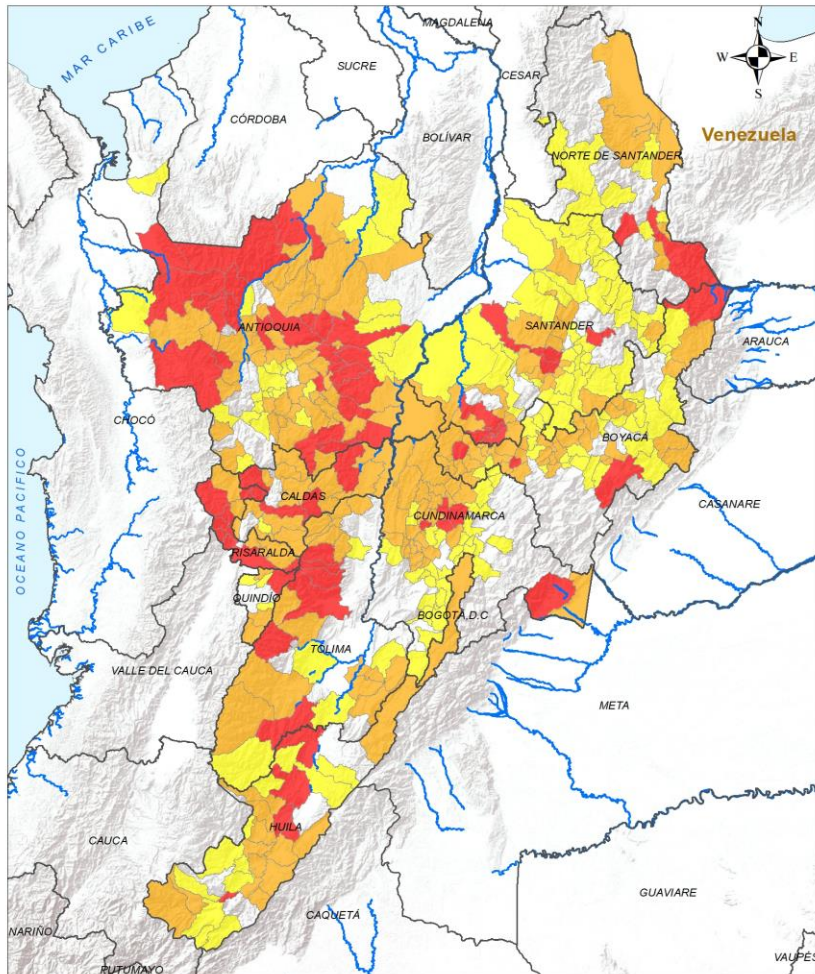 MAGDALENA
MAR CARIBE
N
W E
S
SUCRE
CESAR
CÓRDOBA
BOLÍVAR
Venezuela
NORTE DE SANTANDER
ANTIOQUIA
SANTANDER
ARAUCA
CHOCÓ
BOYACA
OCEANO PACIFICO
CALDAS
CASANARE
CUNDINAMARCA
RISARALDA
QUINDÍO
BOGOTÁ, D.C
TOLIMA
VALLE DEL CAUCA
META
HUILA
CAUCA
GUAVIARE
CAQUETÁ
NARIÑO
PUTUMAYO
VAUPÉS